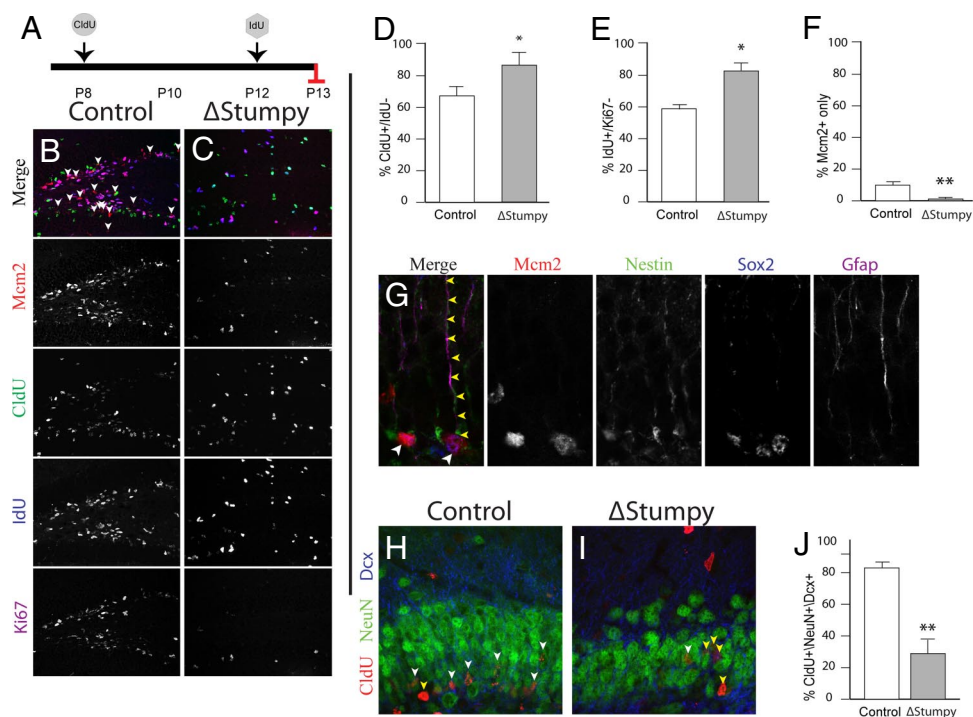 A
CldU
IdU
P8
P10
P12
P13
Control
ΔStumpy
B
C
Merge
Mcm2
CldU
IdU
Ki67
D
% CldU+/IdU-
100
80
60
40
20
0
*
Control
ΔStumpy
E
% IdU+/Ki67-
100
80
60
40
20
0
*
Control
ΔStumpy
F
% Mcm2+ only
100
80
60
40
20
0
**
Control
ΔStumpy
Merge
Mcm2
Nestin
Sox2
Gfap
G
Control
ΔStumpy
H
I
CldU NeuN Dcx
J
% CldU+\NeuN+\Dcx+
100
80
60
40
20
0
**
Control
ΔStumpy